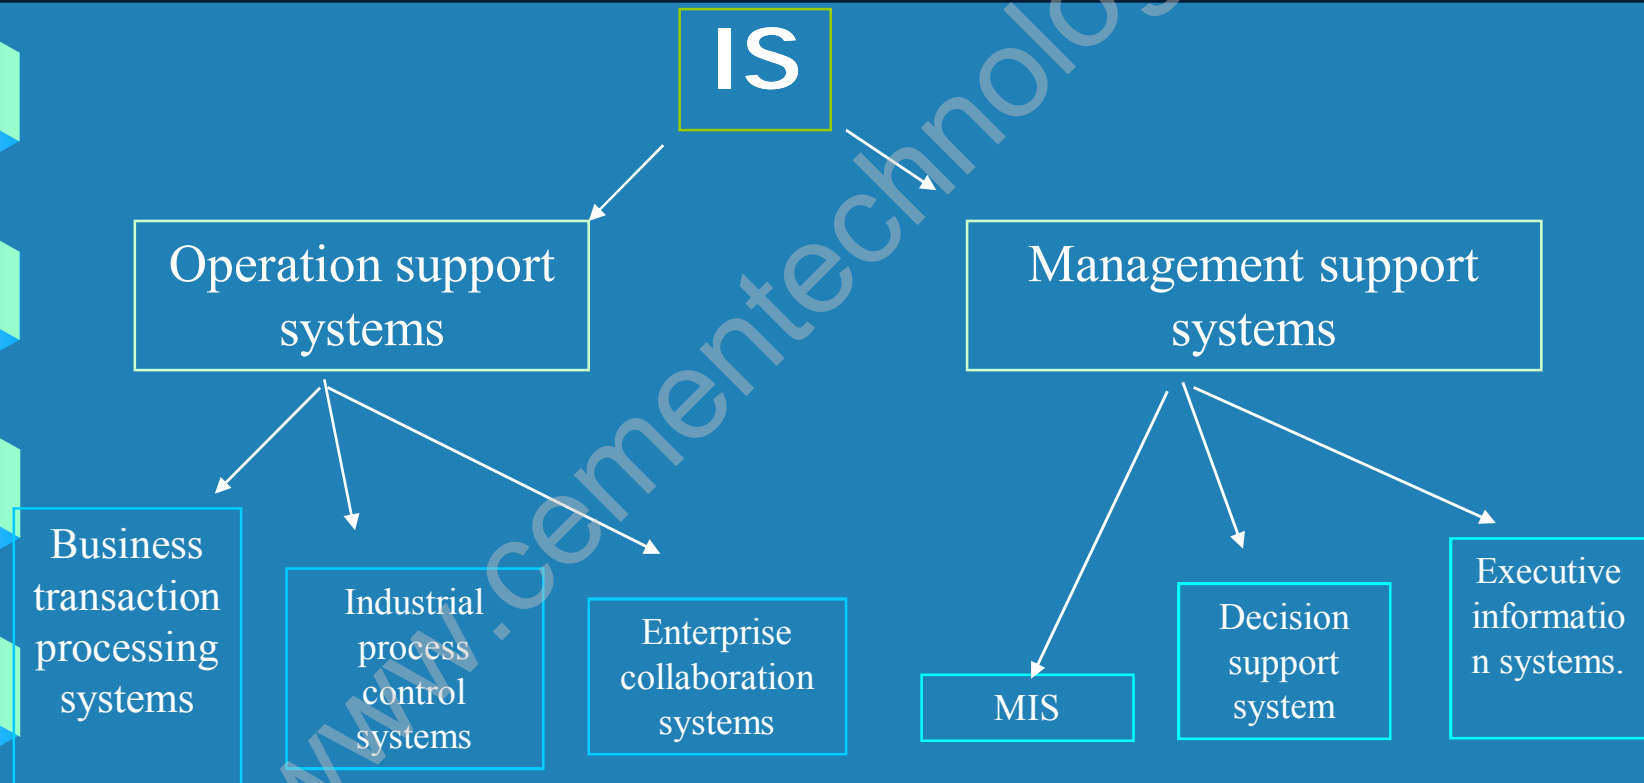 IS
Operation support
systems
Management support
systems
Business
transaction
processing
systems
Industrial
process
control
systems
Enterprise
collaboration
systems
MIS
Decision
support
system
Executive
informatio
n systems.
www.cementechnolo